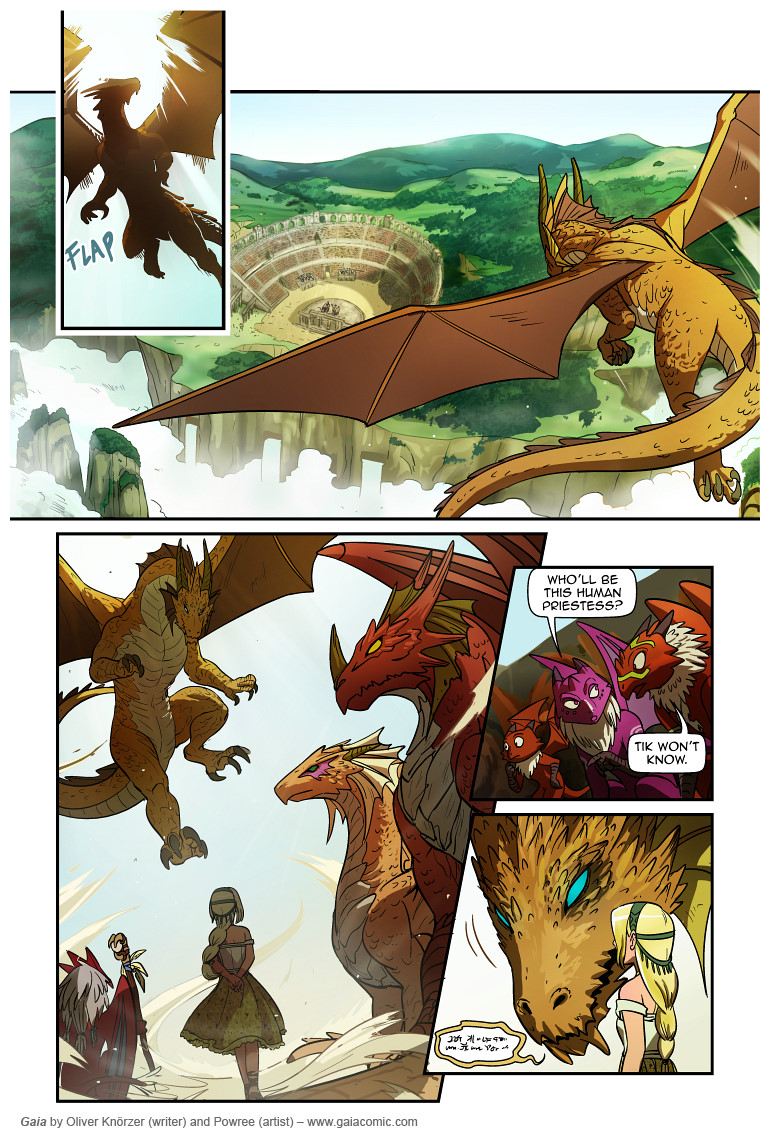 FLAP
WHO'LL BE
THIS HUMAN
PRIESTESS?
TIK WON'T
KNOW.
Gaia by Oliver Knörzer (writer) and Powree (artist) – www.gaiacomic.com